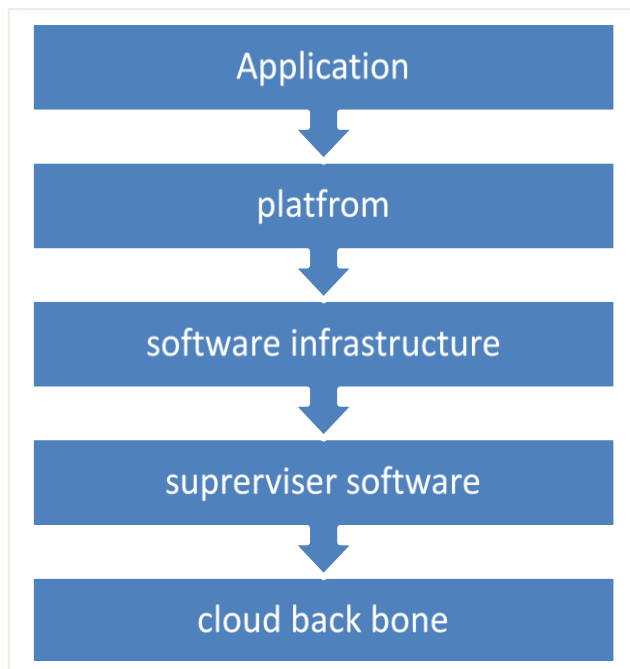 Application
platfrom
software infrastructure
suprerviser software
cloud back bone